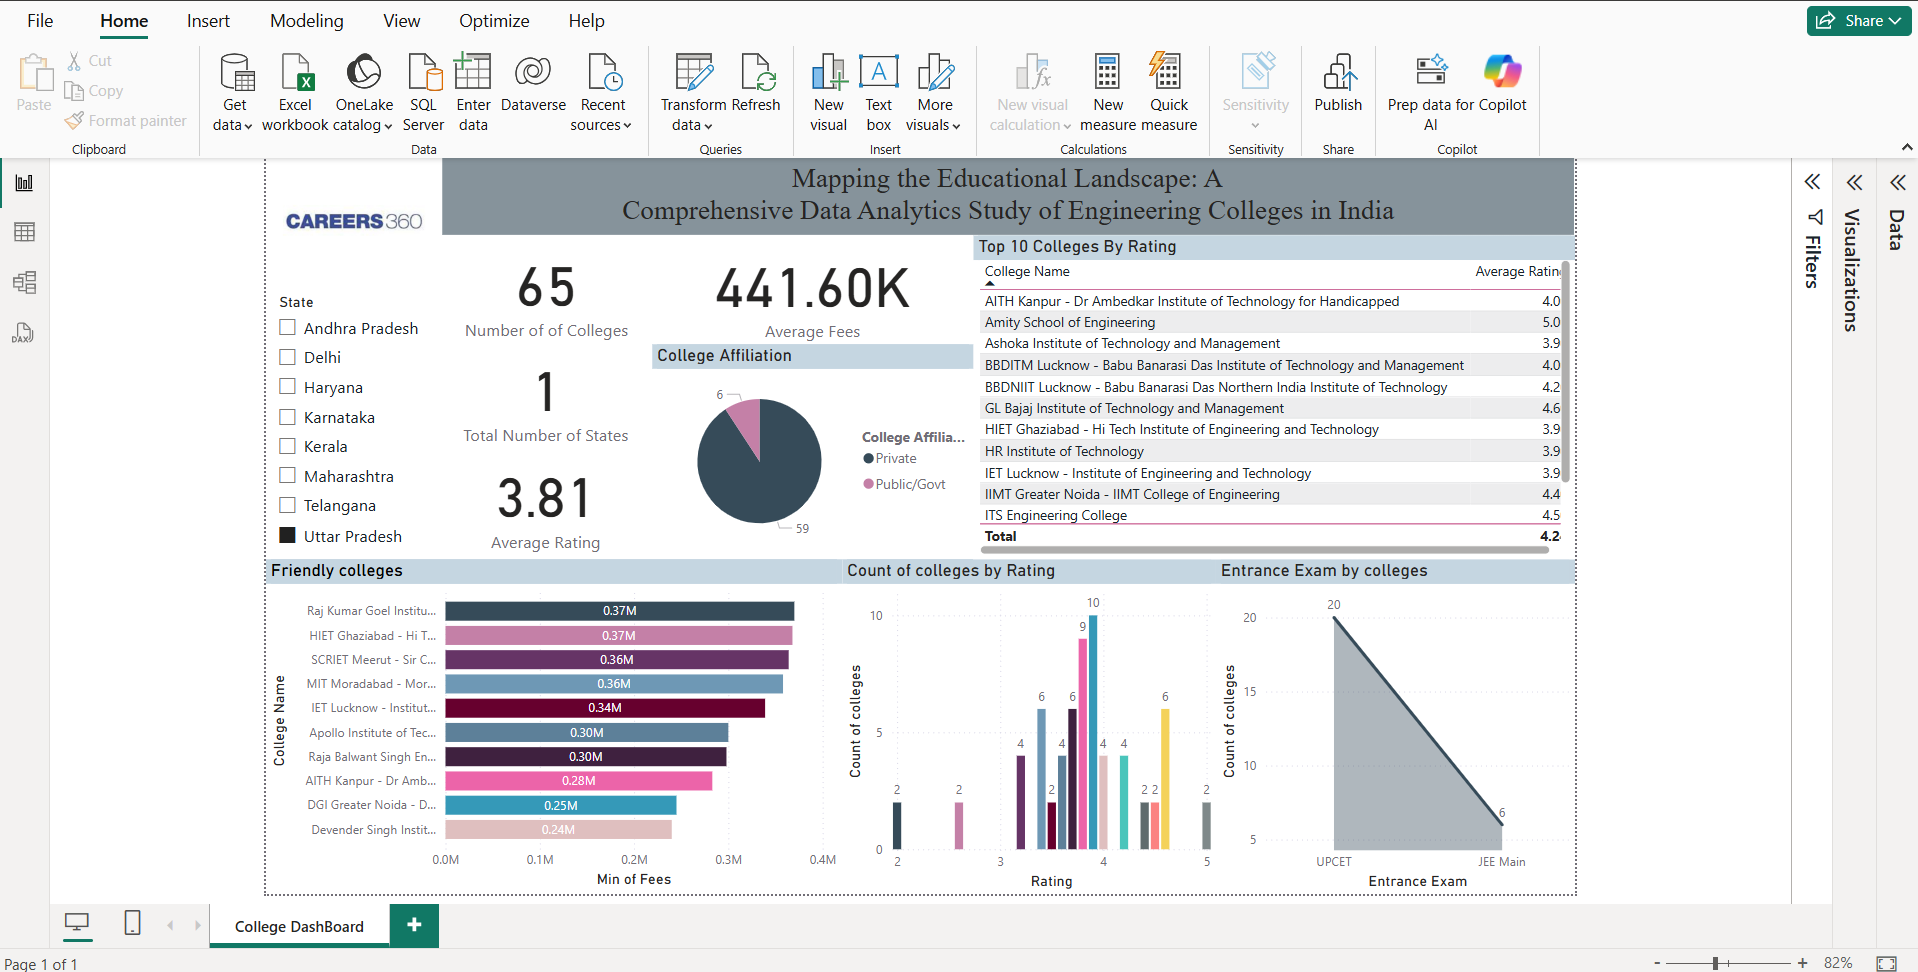 File Home Insert Modeling View Optimize Help
Share
Paste
Cut
Copy
Format painter
Clipboard
Get data
Excel workbook
OneLake catalog
SQL Server
Enter data
Dataverse
Recent sources
Data
Transform data
Refresh
Queries
New visual
Text box
More visuals
Insert
New visual calculation
New measure
Quick measure
Calculations
Sensitivity
Sensitivity
Publish
Share
Prep data for AI
Copilot
Copilot
CAREERS360
Mapping the Educational Landscape: A
Comprehensive Data Analytics Study of Engineering Colleges in India
State
Andhra Pradesh
Delhi
Haryana
Karnataka
Kerala
Maharashtra
Telangana
Uttar Pradesh
65
Number of of Colleges
1
Total Number of States
3.81
Average Rating
441.60K
Average Fees
College Affiliation
6
59
College Affilia...
Private
Public/Govt
Top 10 Colleges By Rating
College Name Average Ratin
AITH Kanpur - Dr Ambedkar Institute of Technology for Handicapped 4.0
Amity School of Engineering 5.0
Ashoka Institute of Technology and Management 3.9
BBDITM Lucknow - Babu Banarasi Das Institute of Technology and Management 4.0
BBDNIIT Lucknow - Babu Banarasi Das Northern India Institute of Technology 4.2
GL Bajaj Institute of Technology and Management 4.6
HIET Ghaziabad - Hi Tech Institute of Engineering and Technology 3.9
HR Institute of Technology 3.9
IET Lucknow - Institute of Engineering and Technology 3.9
IIMT Greater Noida - IIMT College of Engineering 4.4
ITS Engineering College 4.5
Total 4.2
Friendly colleges
College Name
Raj Kumar Goel Institu... 0.37M
HIET Ghaziabad - Hi T... 0.37M
SCRIET Meerut - Sir C... 0.36M
MIT Moradabad - Mor... 0.36M
IET Lucknow - Institut... 0.34M
Apollo Institute of Tec... 0.30M
Raja Balwant Singh En... 0.30M
AITH Kanpur - Dr Amb... 0.28M
DGI Greater Noida - D... 0.25M
Devender Singh Instit... 0.24M
0.0M 0.1M 0.2M 0.3M 0.4M
Min of Fees
Count of colleges by Rating
Count of colleges
10
5
0
2 2 4 6 2 4 6 9 10 4 4 2 2 6 2
2 3 4 5
Rating
Entrance Exam by colleges
Count of colleges
20
15
10
5
20
6
UPCET JEE Main
Entrance Exam
Filters
Visualizations
Data
DAX
College DashBoard
+
Page 1 of 1
- + 82%